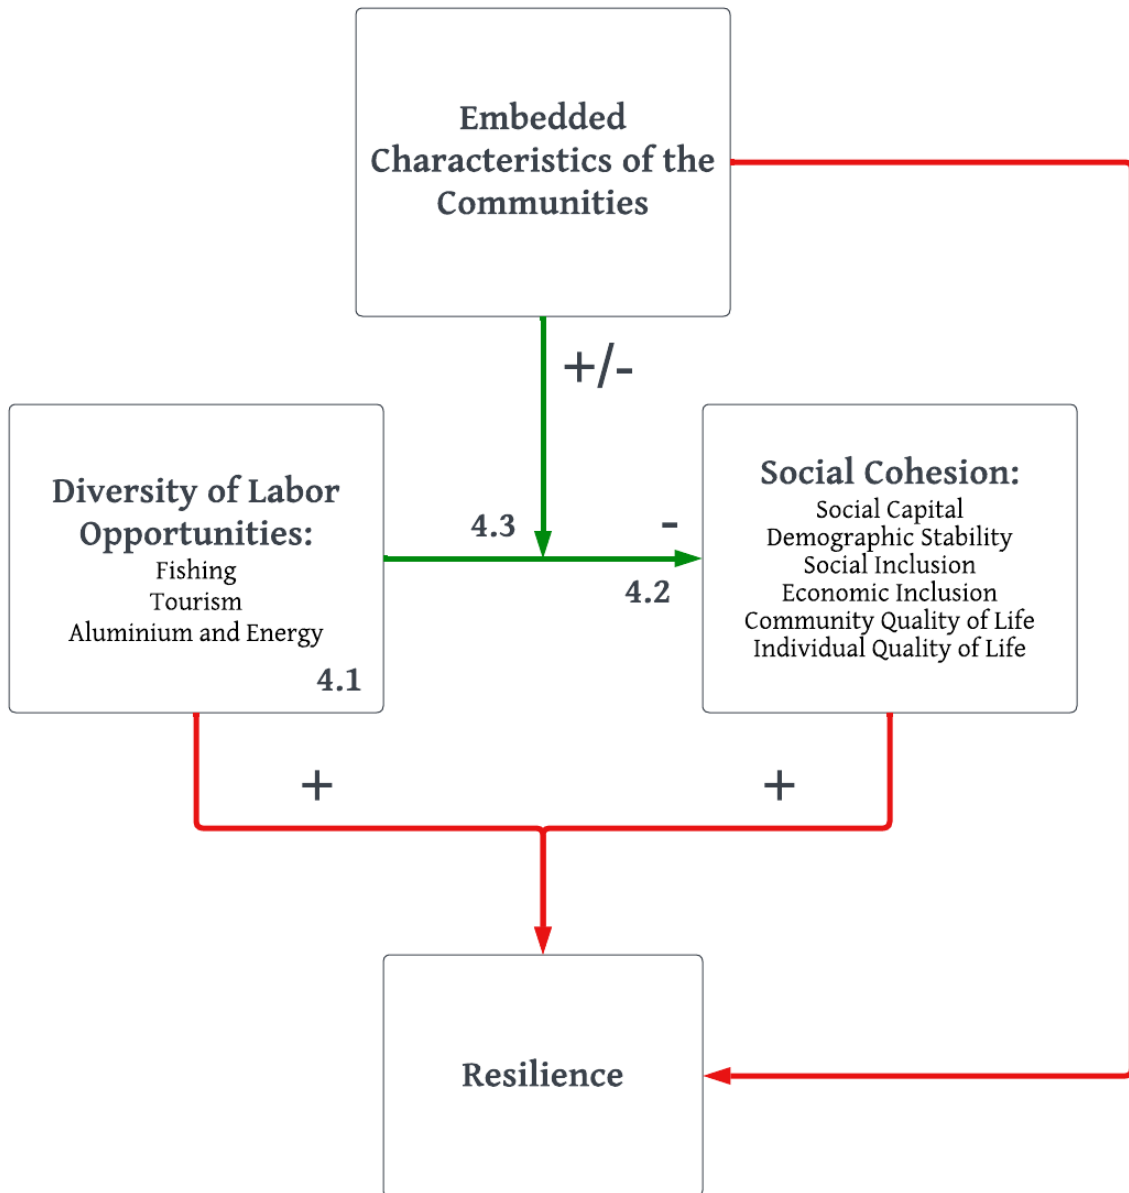 Embedded
Characteristics of the
Communities
+/-
Diversity of Labor
Opportunities:
Fishing
Tourism
Aluminium and Energy
4.1
4.3
-
4.2
Social Cohesion:
Social Capital
Demographic Stability
Social Inclusion
Economic Inclusion
Community Quality of Life
Individual Quality of Life
+
+
Resilience